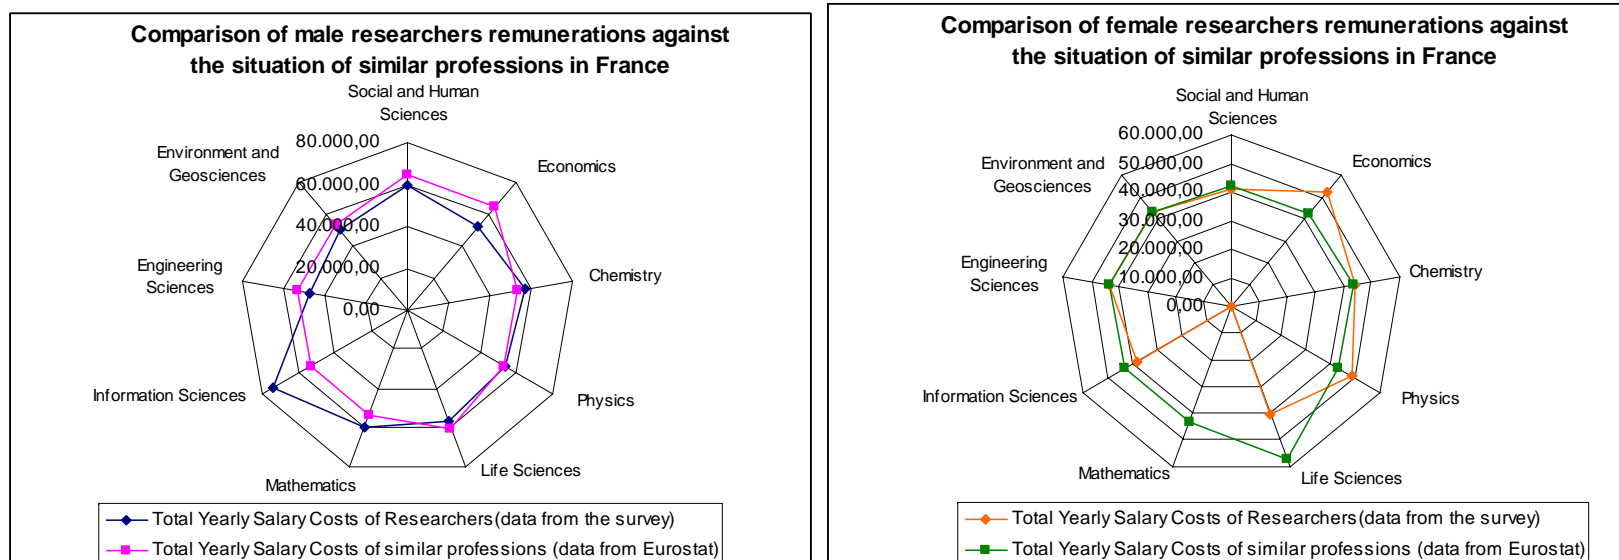 Comparison of male researchers remunerations against
the situation of similar professions in France
Social and Human
Sciences
80.000,00
Environment and
Geosciences
Economics
60.000,00
40.000,00
Engineering
Sciences
20.000,00
Chemistry
0,00
Information Sciences
Physics
Life Sciences
Mathematics
Total Yearly Salary Costs of Researchers(data from the survey)
Total Yearly Salary Costs of similar professions (data from Eurostat)
Comparison of female researchers remunerations against
the situation of similar professions in France
Social and Human
Sciences
60.000,00
Environment and
Geosciences
Economics
50.000,00
40.000,00
30.000,00
Engineering
Sciences
20.000,00
Chemistry
10.000,00
0,00
Information Sciences
Physics
Mathematics
Life Sciences
Total Yearly Salary Costs of Researchers(data from the survey)
Total Yearly Salary Costs of similar professions (data from Eurostat)